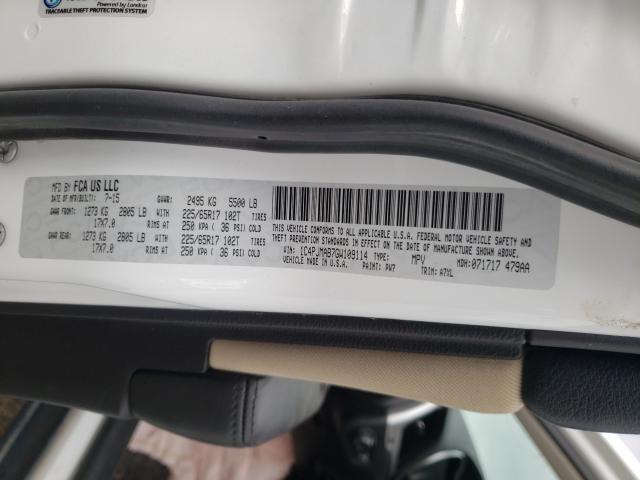 Powered by Landcar
TRACEABLE THEFT PROTECTION SYSTEM
MFD BY FCA US LLC
DATE OF MFR(BUILT): 7-15 GVWR: 2495 KG 5500 LB
GAWR FRONT: 1273 KG 2805 LB WITH 225/65R17 102T TIRES
17X7.0 RIMS AT 250 KPA ( 36 PSI) COLD
GAWR REAR: 1273 KG 2805 LB WITH 225/65R17 102T TIRES
17X7.0 RIMS AT 250 KPA ( 36 PSI) COLD
THIS VEHICLE CONFORMS TO ALL APPLICABLE U.S.A. FEDERAL MOTOR VEHICLE SAFETY AND
THEFT PREVENTION STANDARDS IN EFFECT ON THE DATE OF MANUFACTURE SHOWN ABOVE.
VIN: 1C4PJMAB7GW109114 TYPE: MPV MDH: 071717 479AA
VEHICLE MADE IN U.S.A. PAINT: PW7 TRIM: A7XL